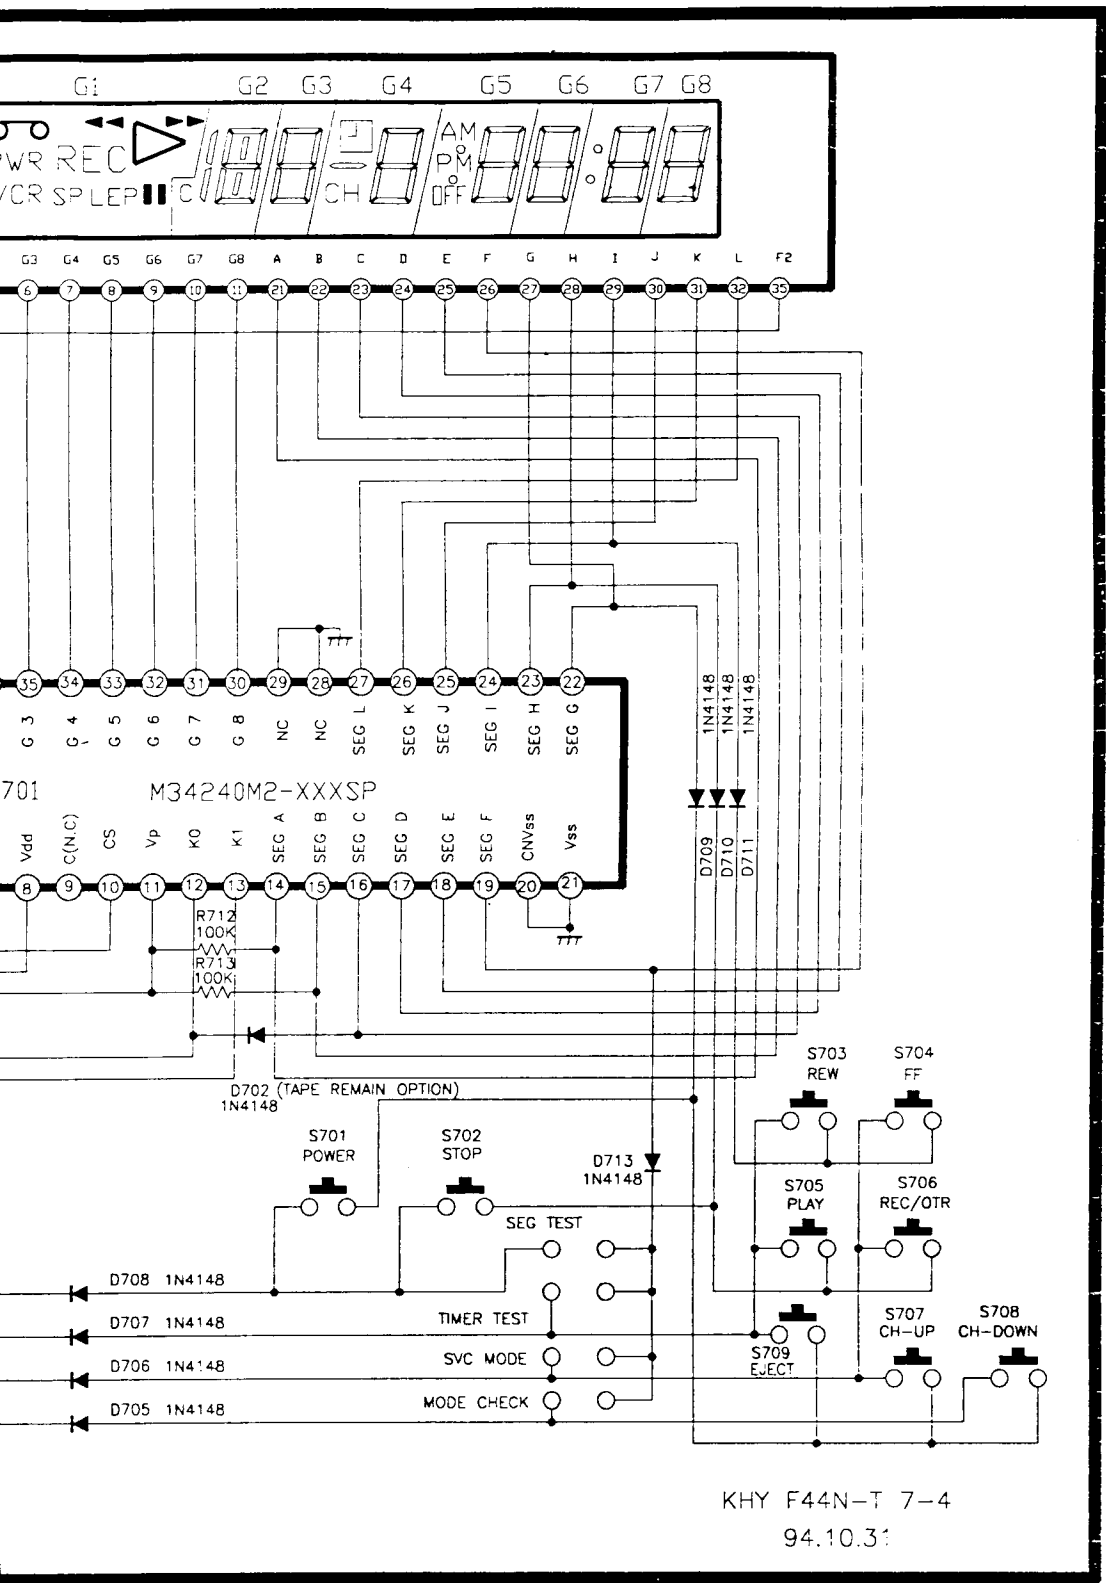 G1 G2 G3 G4 G5 G6 G7 G8
REC AM
PM
SP LEP C CH OFF
G3 G4 G5 G6 G7 G8 A B C D E F G H I J K L F2
6 7 8 9 10 11 21 22 23 24 25 26 27 28 29 30 31 32 35
35 34 33 32 31 30 29 28 27 26 25 24 23 22
G 3 G 4 G 5 G 6 G 7 G 8 NC NC SEG L SEG K SEG J SEG I SEG H SEG G
1N4148 1N4148 1N4148
701 M34240M2-XXXSP
Vdd C(N.C) CS Vp K0 K1 SEG A SEG B SEG C SEG D SEG E SEG F CNVss Vss
D709 D710 D711
8 9 10 11 12 13 14 15 16 17 18 19 20 21
R712
100K
R713
100K
D702 (TAPE REMAIN OPTION)
1N4148
S703
REW
S704
FF
S701
POWER
S702
STOP
D713
1N4148
S705
PLAY
S706
REC/OTR
SEG TEST
D708 1N4148
D707 1N4148
TIMER TEST
S709
EJECT
S707
CH-UP
S708
CH-DOWN
D706 1N4148
SVC MODE
D705 1N4148
MODE CHECK
KHY F44N-T 7-4
94.10.31